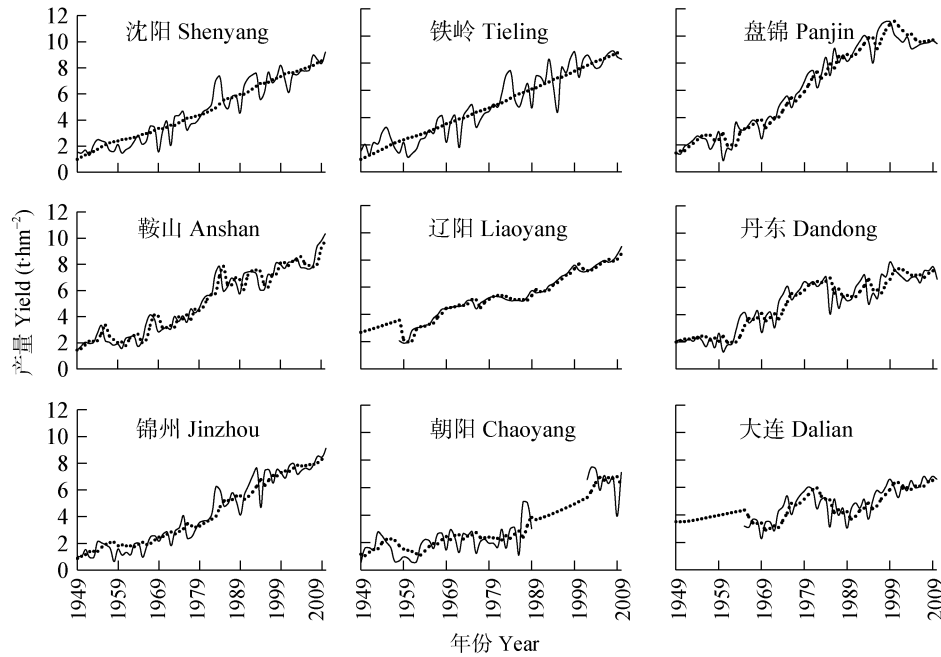 沈阳 Shenyang
铁岭 Tieling
盘锦 Panjin
12
10
8
6
4
2
0
鞍山 Anshan
辽阳 Liaoyang
丹东 Dandong
12
10
8
6
4
2
0
产量 Yield (t·hm⁻²)
锦州 Jinzhou
朝阳 Chaoyang
大连 Dalian
12
10
8
6
4
2
0
1949 1959 1969 1979 1989 1999 2009
1949 1959 1969 1979 1989 1999 2009
1949 1959 1969 1979 1989 1999 2009
年份 Year